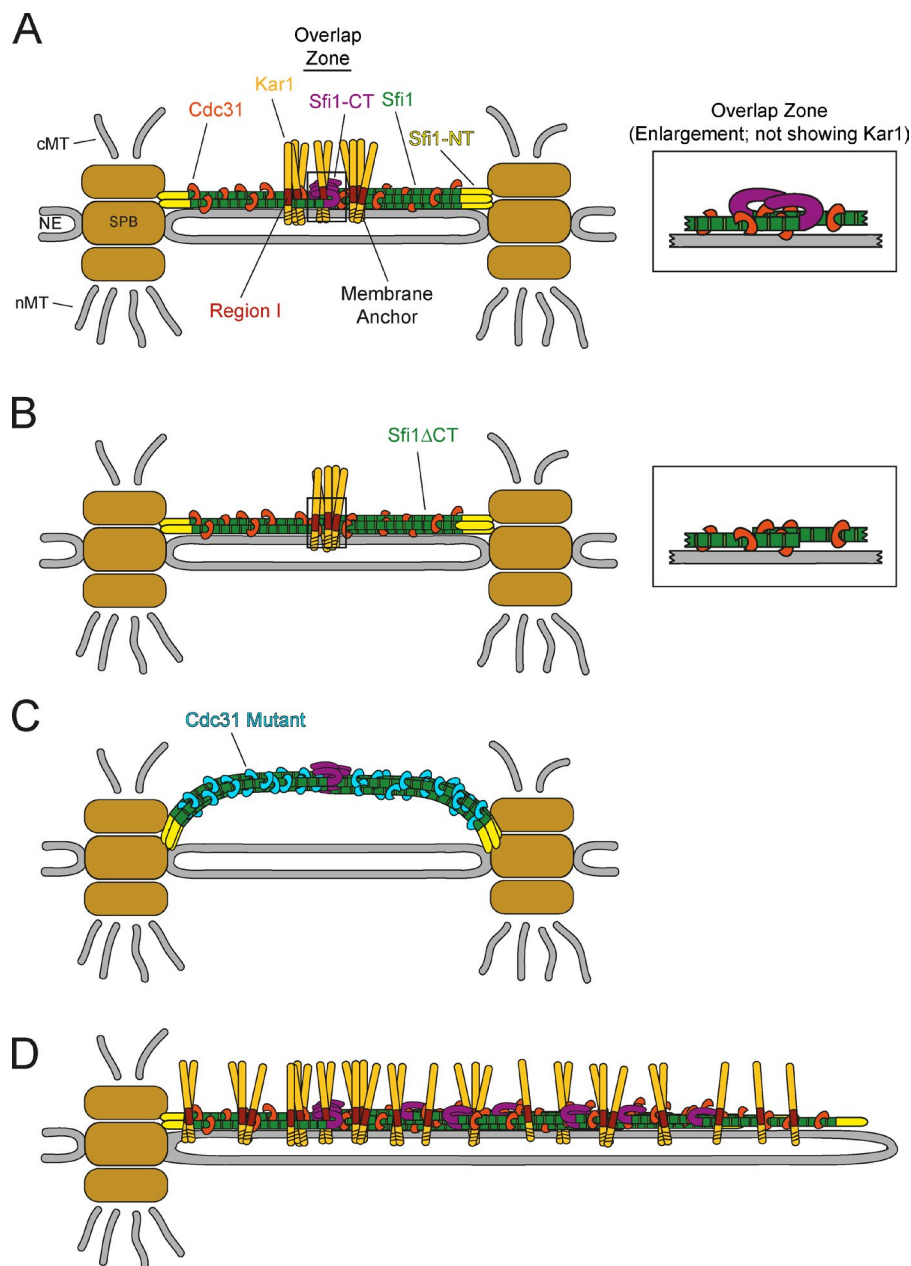 A
Overlap
Zone
Kar1
Sfi1-CT
Sfi1
Cdc31
Sfi1-NT
cMT
NE
SPB
nMT
Region I
Membrane
Anchor
Overlap Zone
(Enlargement; not showing Kar1)
B
Sfi1ΔCT
C
Cdc31 Mutant
D